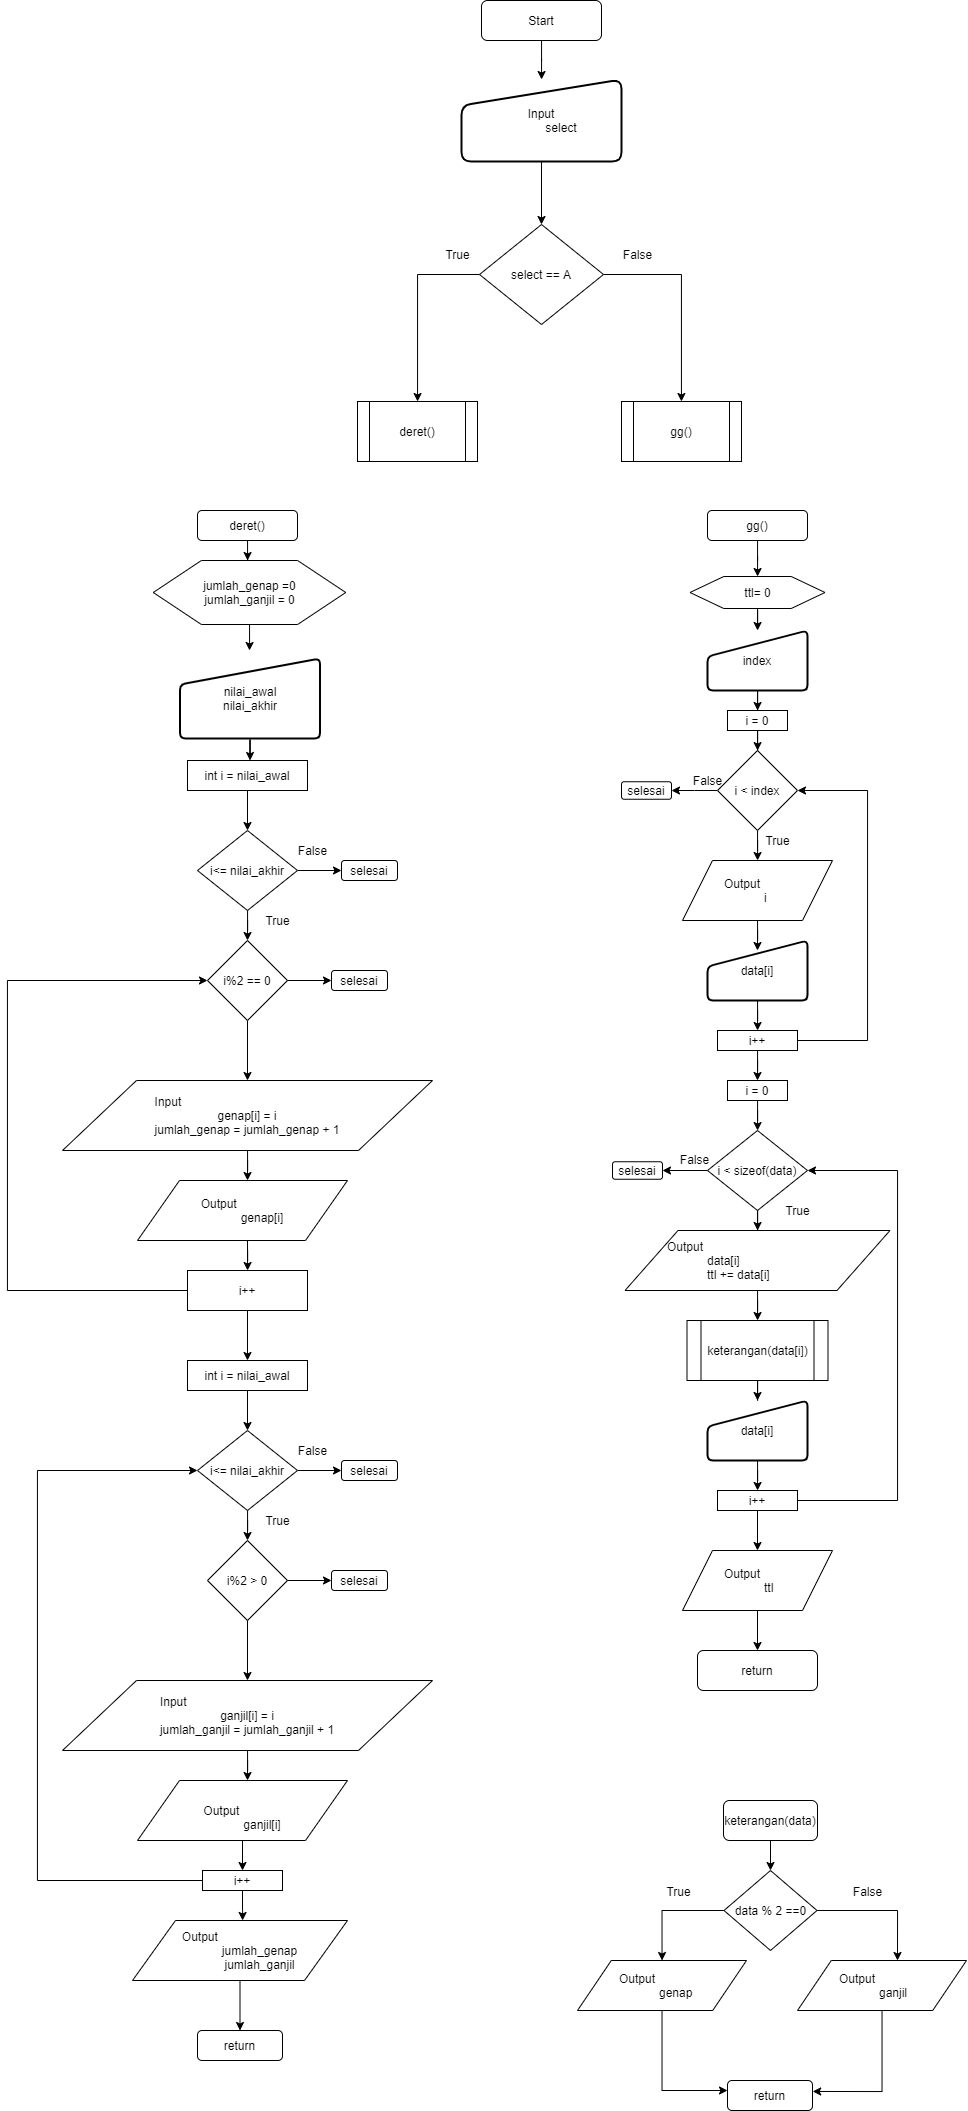 Start
Input
select
select == A
True
False
deret()
gg()
deret()
jumlah_genap =0
jumlah_ganjil = 0
nilai_awal
nilai_akhir
int i = nilai_awal
i<= nilai_akhir
False
selesai
True
i%2 == 0
selesai
Input
genap[i] = i
jumlah_genap = jumlah_genap + 1
Output
genap[i]
i++
int i = nilai_awal
i<= nilai_akhir
False
selesai
True
i%2 > 0
selesai
Input
ganjil[i] = i
jumlah_ganjil = jumlah_ganjil + 1
Output
ganjil[i]
i++
Output
jumlah_genap
jumlah_ganjil
return
gg()
ttl= 0
index
i = 0
i < index
False
selesai
True
Output
i
data[i]
i++
i = 0
i < sizeof(data)
False
selesai
True
Output
data[i]
ttl += data[i]
keterangan(data[i])
data[i]
i++
Output
ttl
return
keterangan(data)
data % 2 ==0
True
False
Output
genap
Output
ganjil
return